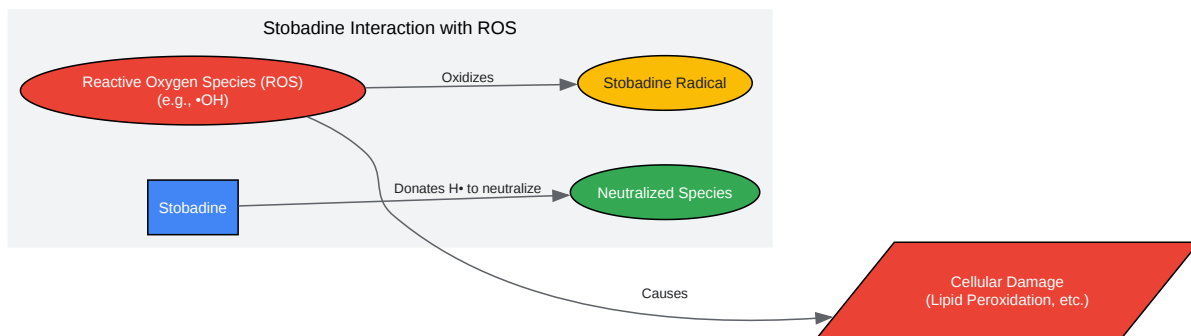 Stobadine Interaction with ROS
Reactive Oxygen Species (ROS)
(e.g., •OH)
Oxidizes
Stobadine Radical
Stobadine
Donates H• to neutralize
Neutralized Species
Causes
Cellular Damage
(Lipid Peroxidation, etc.)